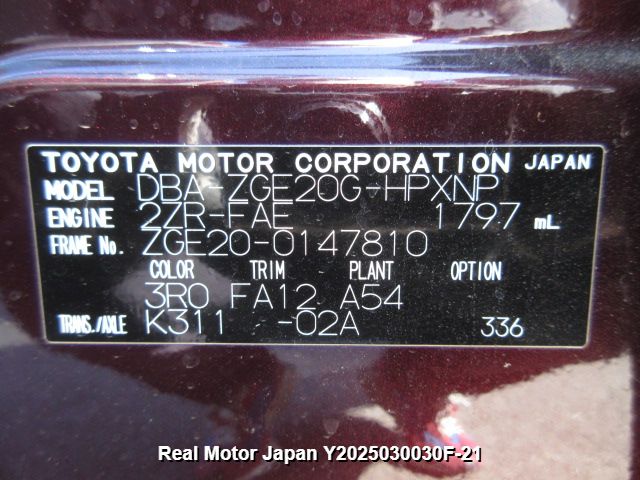 TOYOTA MOTOR CORPORATION JAPAN
MODEL DBA-ZGE20G-HPXNP
ENGINE 2ZR-FAE 1797 mL
FRAME No. ZGE20-0147810
COLOR TRIM PLANT OPTION
3R0 FA12 A54
TRANS./AXLE K311 -02A 336
Real Motor Japan Y2025030030F-21